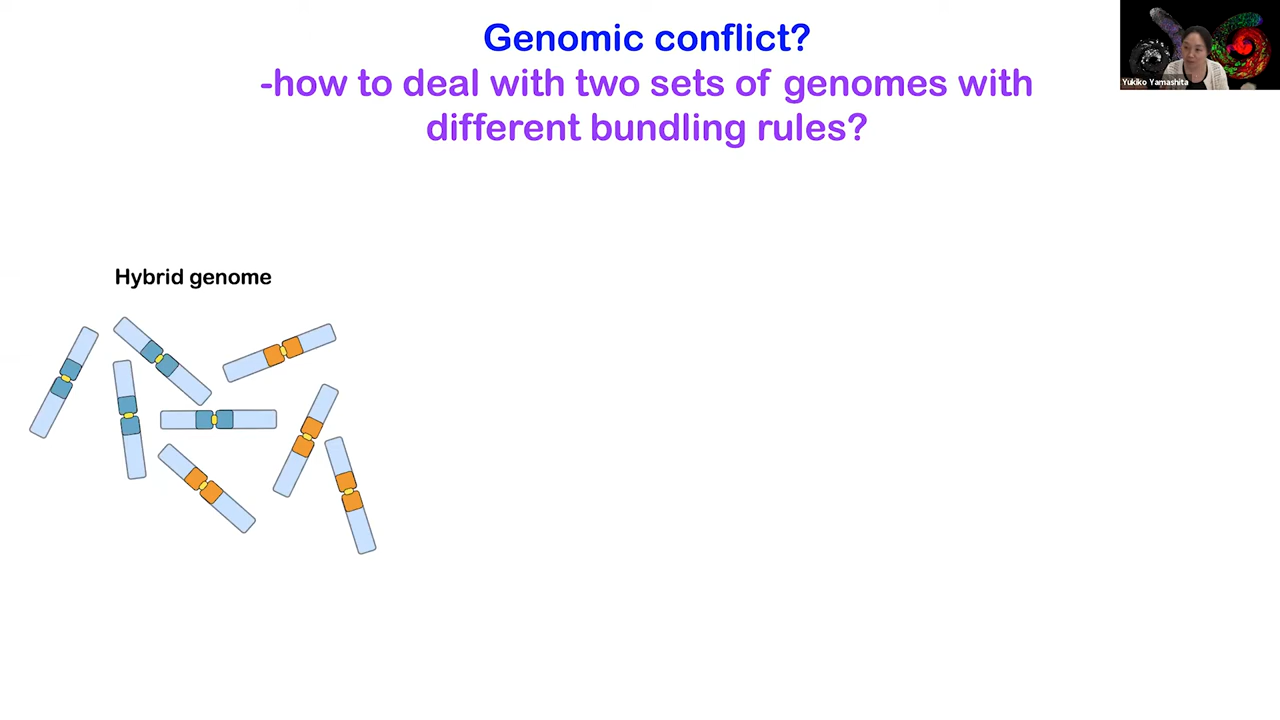 Genomic conflict?
-how to deal with two sets of genomes with
different bundling rules?
Yukiko Yamashita
Hybrid genome